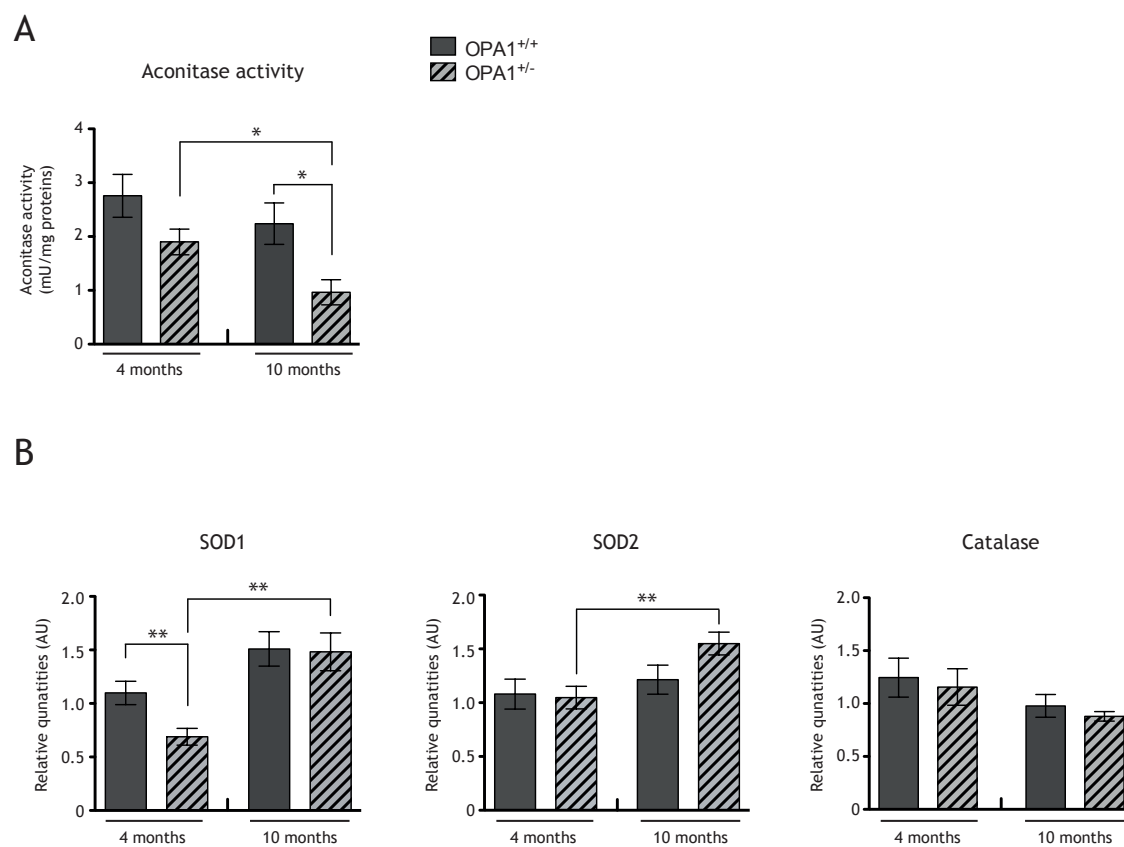 A
OPA1+/+
OPA1+/-
Aconitase activity
Aconitase activity
(mU/mg proteins)
4
3
2
1
0
*
*
4 months
10 months
B
SOD1
Relative qunatities (AU)
2.0
1.5
1.0
0.5
0
**
**
4 months
10 months
SOD2
Relative qunatities (AU)
2.0
1.5
1.0
0.5
0
**
4 months
10 months
Catalase
Relative qunatities (AU)
2.0
1.5
1.0
0.5
0
4 months
10 months